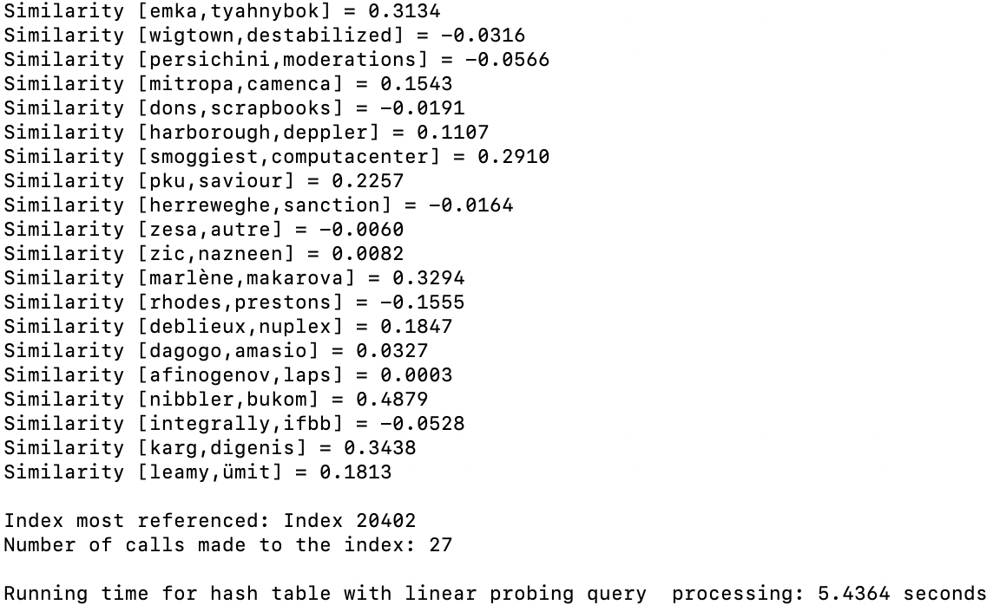 Similarity [emka,tyahnybok] = 0.3134
Similarity [wigtown,destabilized] = -0.0316
Similarity [persichini,moderations] = -0.0566
Similarity [mitropa,camenca] = 0.1543
Similarity [dons,scrapbooks] = -0.0191
Similarity [harborough,deppler] = 0.1107
Similarity [smoggiest,computacenter] = 0.2910
Similarity [pku,saviour] = 0.2257
Similarity [herreweghe,sanction] = -0.0164
Similarity [zesa,autre] = -0.0060
Similarity [zic,nazneen] = 0.0082
Similarity [marlène,makarova] = 0.3294
Similarity [rhodes,prestons] = -0.1555
Similarity [deblieux,nuplex] = 0.1847
Similarity [dagogo,amasio] = 0.0327
Similarity [afinogenov,laps] = 0.0003
Similarity [nibbler,bukom] = 0.4879
Similarity [integrally,ifbb] = -0.0528
Similarity [karg,digenis] = 0.3438
Similarity [leamy,ümit] = 0.1813
Index most referenced: Index 20402
Number of calls made to the index: 27
Running time for hash table with linear probing query  processing: 5.4364 seconds